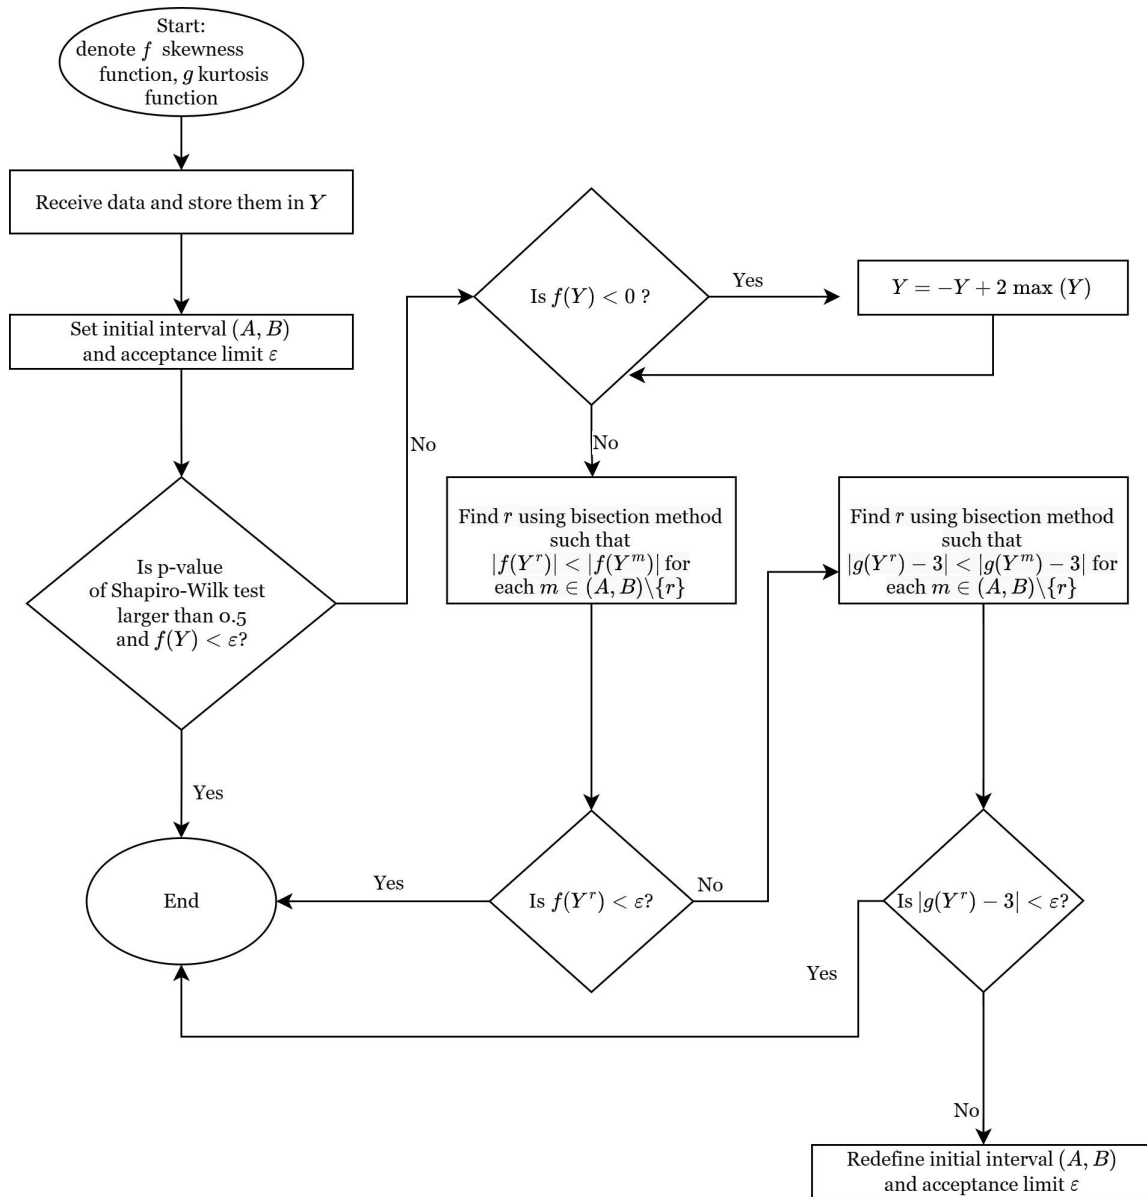 Start:
denote f skewness
function, g kurtosis
function
Receive data and store them in Y
Set initial interval (A, B)
and acceptance limit ε
Is p-value
of Shapiro-Wilk test
larger than 0.5
and f(Y) < ε?
Yes
No
End
Is f(Y) < 0 ?
Yes
Y = −Y + 2 max (Y)
No
Find r using bisection method
such that
|f(Y^r)| < |f(Y^m)| for
each m ∈ (A, B)\{r}
Is f(Y^r) < ε?
Yes
No
Find r using bisection method
such that
|g(Y^r) − 3| < |g(Y^m) − 3| for
each m ∈ (A, B)\{r}
Is |g(Y^r) − 3| < ε?
Yes
No
Redefine initial interval (A, B)
and acceptance limit ε